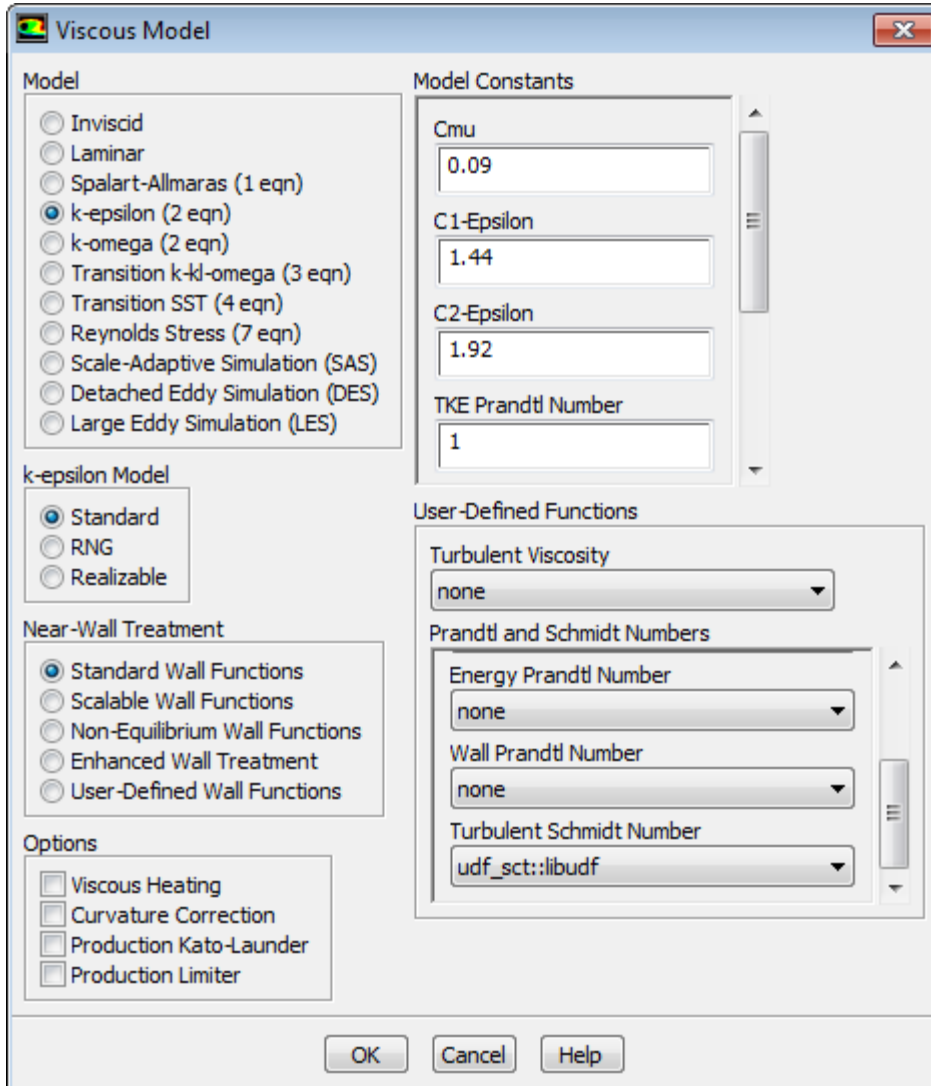 Viscous Model
Model
Inviscid
Laminar
Spalart-Allmaras (1 eqn)
k-epsilon (2 eqn)
k-omega (2 eqn)
Transition k-kl-omega (3 eqn)
Transition SST (4 eqn)
Reynolds Stress (7 eqn)
Scale-Adaptive Simulation (SAS)
Detached Eddy Simulation (DES)
Large Eddy Simulation (LES)
k-epsilon Model
Standard
RNG
Realizable
Near-Wall Treatment
Standard Wall Functions
Scalable Wall Functions
Non-Equilibrium Wall Functions
Enhanced Wall Treatment
User-Defined Wall Functions
Options
Viscous Heating
Curvature Correction
Production Kato-Launder
Production Limiter
Model Constants
Cmu
0.09
C1-Epsilon
1.44
C2-Epsilon
1.92
TKE Prandtl Number
1
User-Defined Functions
Turbulent Viscosity
none
Prandtl and Schmidt Numbers
Energy Prandtl Number
none
Wall Prandtl Number
none
Turbulent Schmidt Number
udf_sct::libudf
OK
Cancel
Help